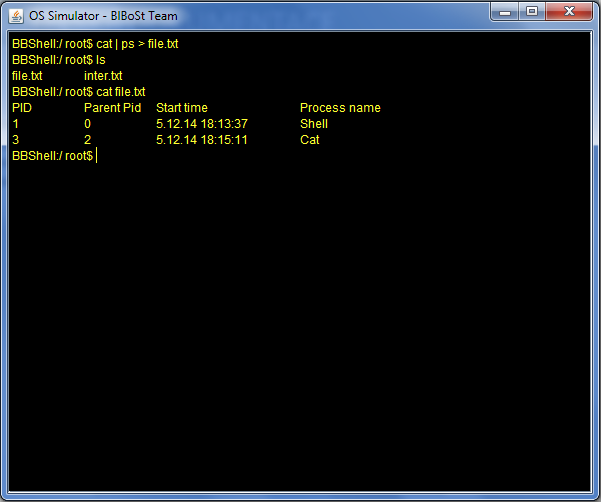 OS Simulator - BIBoSt Team
BBShell:/ root$ cat | ps > file.txt
BBShell:/ root$ ls
file.txt inter.txt
BBShell:/ root$ cat file.txt
PID Parent Pid Start time Process name
1 0 5.12.14 18:13:37 Shell
3 2 5.12.14 18:15:11 Cat
BBShell:/ root$